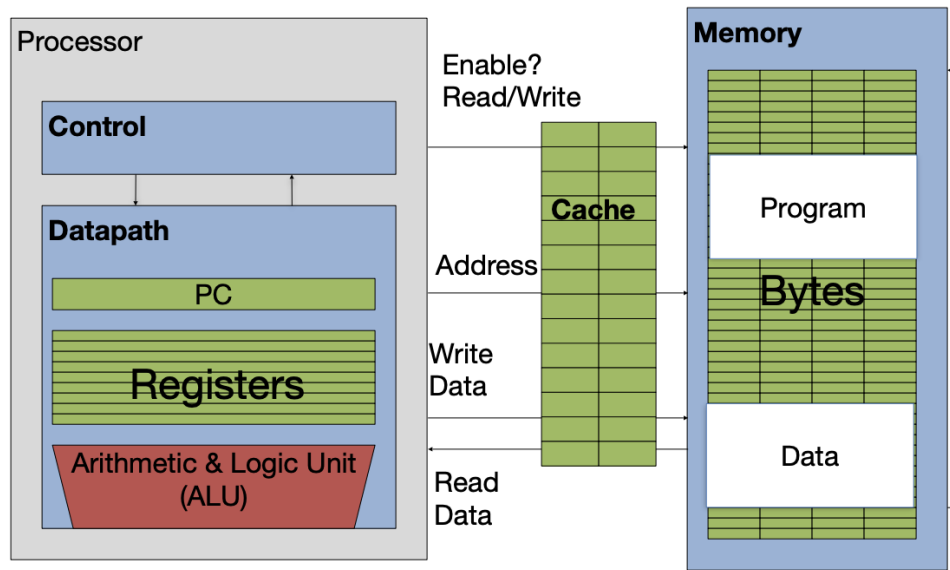 Processor
Control
Datapath
PC
Registers
Arithmetic & Logic Unit
(ALU)
Enable?
Read/Write
Cache
Address
Write
Data
Read
Data
Memory
Program
Bytes
Data